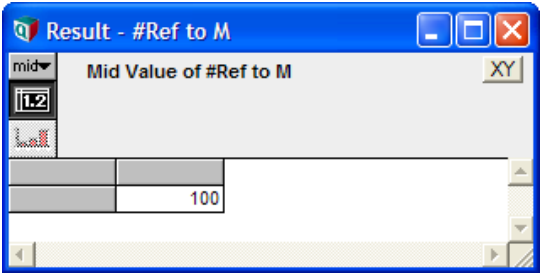 Result - #Ref to M
mid
Mid Value of #Ref to M
XY
1.2
100